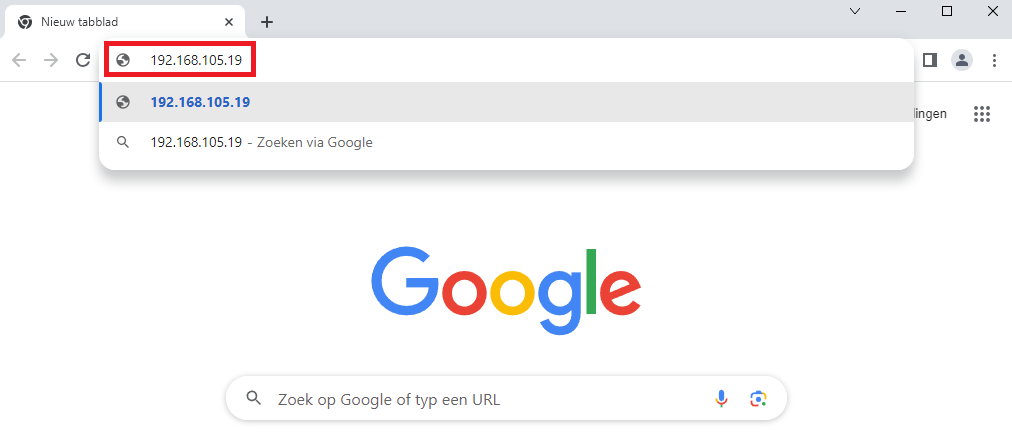 Nieuw tabblad
192.168.105.19
192.168.105.19
192.168.105.19 - Zoeken via Google
lingen
Google
Zoek op Google of typ een URL